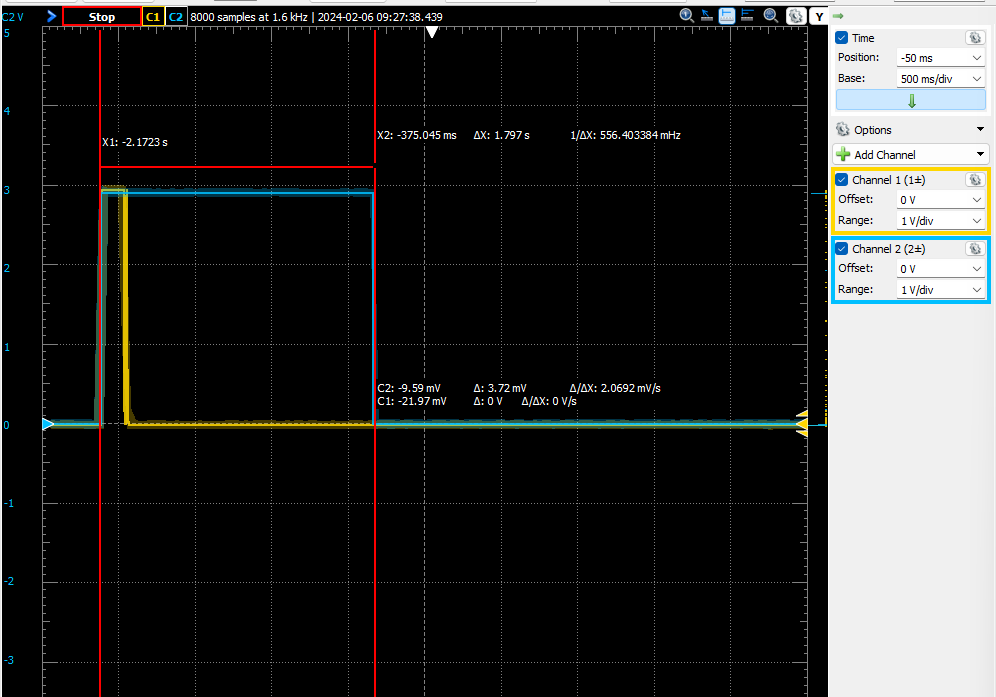 C2 V Stop C1 C2 8000 samples at 1.6 kHz | 2024-02-06 09:27:38.439 Y
Time
Position: -50 ms
Base: 500 ms/div
Options
Add Channel
Channel 1 (1±)
Offset: 0 V
Range: 1 V/div
Channel 2 (2±)
Offset: 0 V
Range: 1 V/div
5
4
3
2
1
0
-1
-2
-3
X1: -2.1723 s
X2: -375.045 ms ΔX: 1.797 s 1/ΔX: 556.403384 mHz
C2: -9.59 mV Δ: 3.72 mV Δ/ΔX: 2.0692 mV/s
C1: -21.97 mV Δ: 0 V Δ/ΔX: 0 V/s